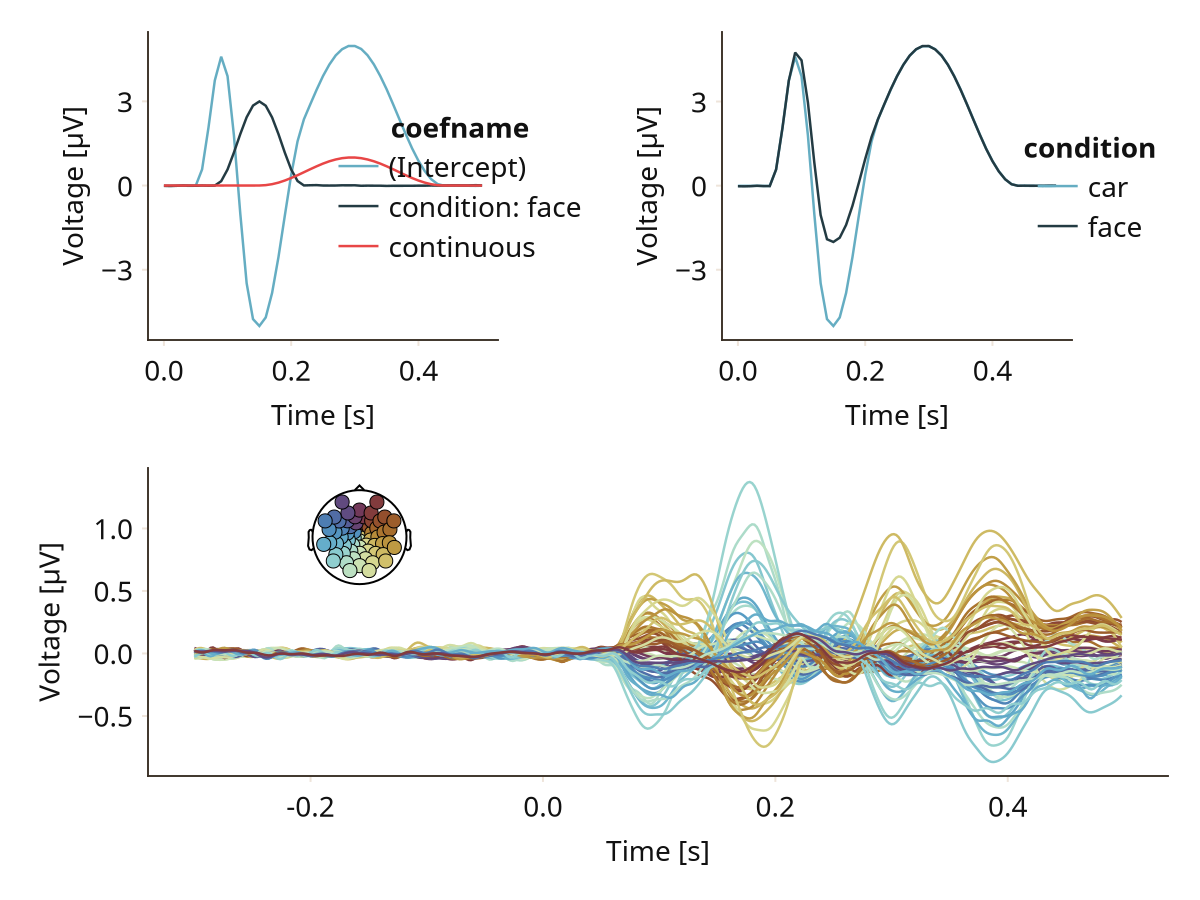 Voltage [µV]
3
0
−3
0.0
0.2
0.4
Time [s]
coefname
(Intercept)
condition: face
continuous
Voltage [µV]
3
0
−3
0.0
0.2
0.4
Time [s]
condition
car
face
Voltage [µV]
1.0
0.5
0.0
−0.5
-0.2
0.0
0.2
0.4
Time [s]